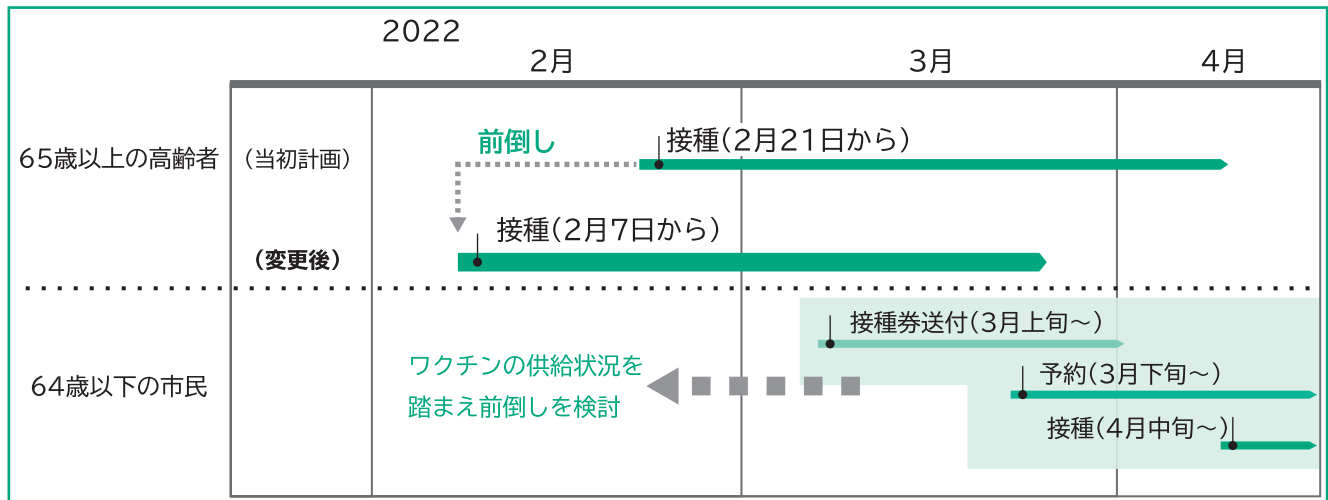 2022
2月
3月
4月
65歳以上の高齢者
（当初計画）
前倒し
接種（2月21日から）
（変更後）
接種（2月7日から）
64歳以下の市民
ワクチンの供給状況を
踏まえ前倒しを検討
接種券送付（3月上旬～）
予約（3月下旬～）
接種（4月中旬～）